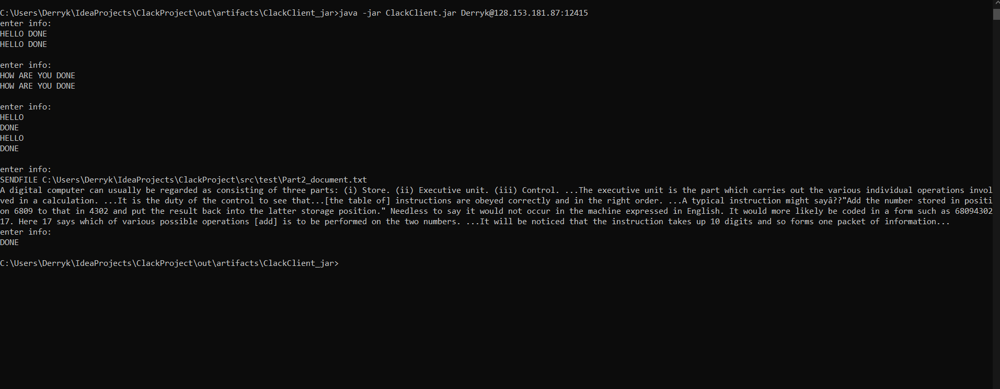 C:\Users\Derryk\IdeaProjects\ClackProject\out\artifacts\ClackClient_jar>java -jar ClackClient.jar Derryk@128.153.181.87:12415
enter info:
HELLO DONE
HELLO DONE
enter info:
HOW ARE YOU DONE
HOW ARE YOU DONE
enter info:
HELLO
DONE
HELLO
DONE
enter info:
SENDFILE C:\Users\Derryk\IdeaProjects\ClackProject\src\test\Part2_document.txt
A digital computer can usually be regarded as consisting of three parts: (i) Store. (ii) Executive unit. (iii) Control. ...The executive unit is the part which carries out the various individual operations invol
ved in a calculation. ...It is the duty of the control to see that...[the table of] instructions are obeyed correctly and in the right order. ...A typical instruction might sayâ??"Add the number stored in positi
on 6809 to that in 4302 and put the result back into the latter storage position." Needless to say it would not occur in the machine expressed in English. It would more likely be coded in a form such as 68094302
17. Here 17 says which of various possible operations [add] is to be performed on the two numbers. ...It will be noticed that the instruction takes up 10 digits and so forms one packet of information...
enter info:
DONE
C:\Users\Derryk\IdeaProjects\ClackProject\out\artifacts\ClackClient_jar>